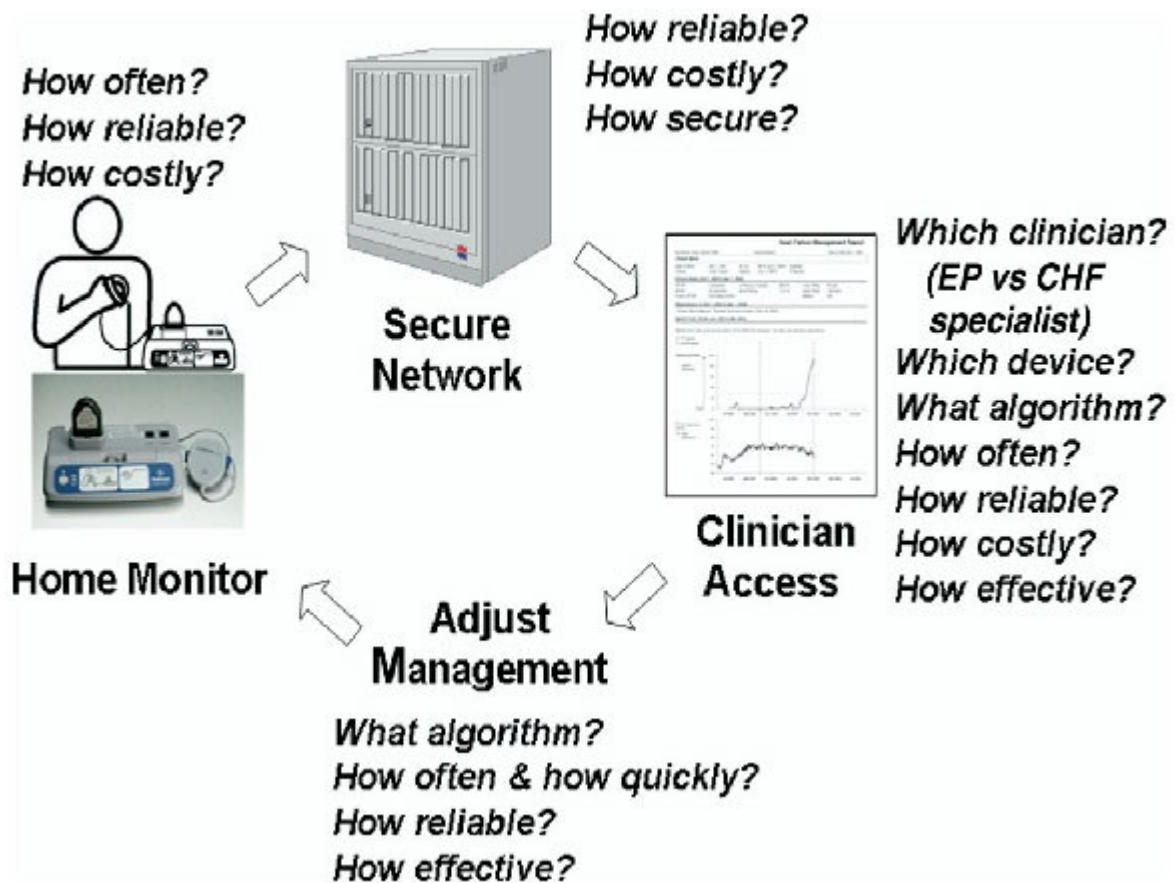 How often?
How reliable?
How costly?
How reliable?
How costly?
How secure?
Secure
Network
Which clinician?
(EP vs CHF
specialist)
Which device?
What algorithm?
How often?
How reliable?
How costly?
How effective?
Clinician
Access
Home Monitor
Adjust
Management
What algorithm?
How often & how quickly?
How reliable?
How effective?